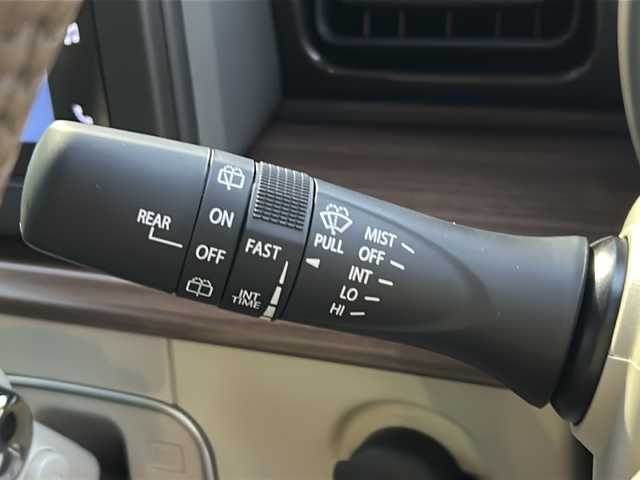 REAR
ON
OFF
FAST
INT
TIME
PULL
MIST
OFF
INT
LO
HI